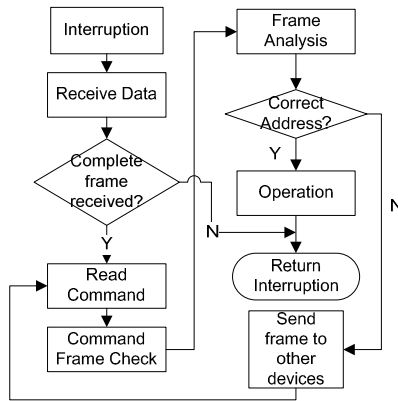 Interruption
Receive Data
Complete
frame
received?
Y
N
Read
Command
Command
Frame Check
Frame
Analysis
Correct
Address?
Y
N
Operation
Return
Interruption
Send
frame to
other
devices